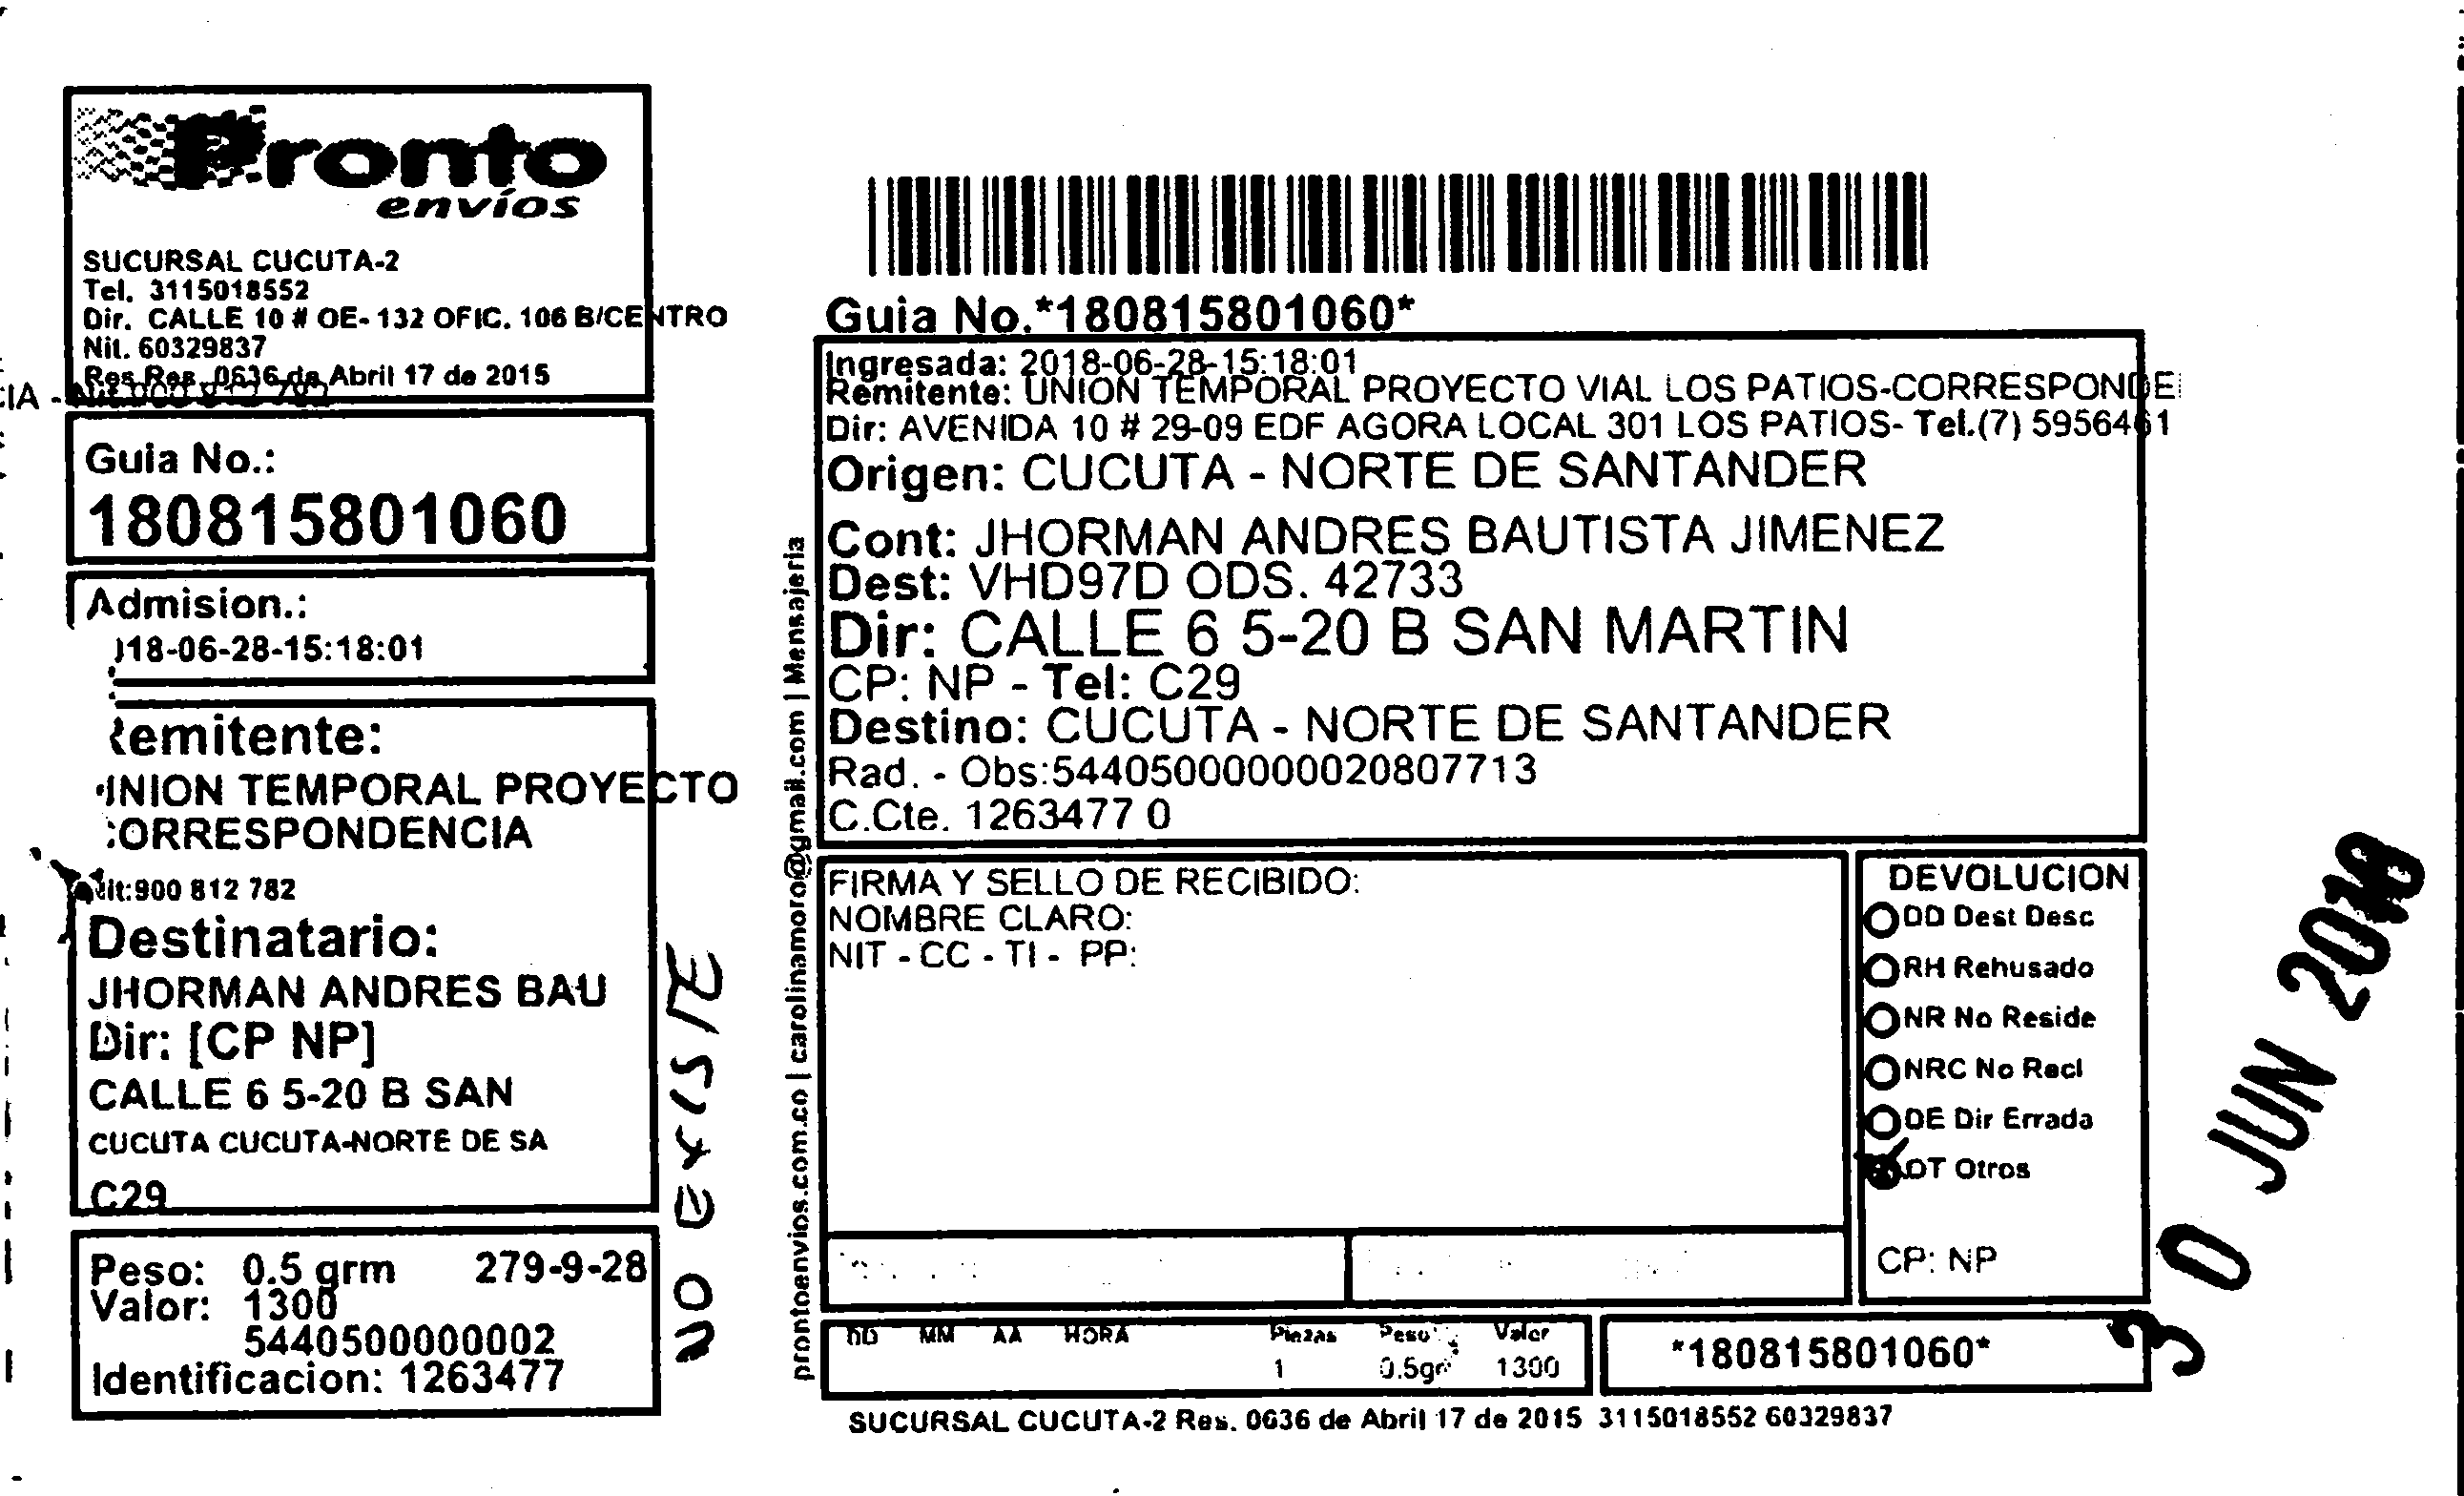 Pronto
envíos
SUCURSAL CUCUTA-2
Tel. 3115018552
Dir. CALLE 10 # OE- 132 OFIC. 106 B/CENTRO
Nit. 60329837
Res Res. 0636 de Abril 17 de 2015
CIA -
Guia No.:
180815801060
Admision.:
018-06-28-15:18:01
Remitente:
UNION TEMPORAL PROYECTO
CORRESPONDENCIA
Nit:900 812 782
Destinatario:
JHORMAN ANDRES BAU
Dir: [CP NP]
CALLE 6 5-20 B SAN
CUCUTA CUCUTA-NORTE DE SA
C29
Peso: 0.5 grm 279-9-28
Valor: 1300
5440500000002
Identificacion: 1263477
prontoenvios.com.co | carolinamoro@gmail.com | Mensajeria
Guia No.*180815801060*
Ingresada: 2018-06-28-15:18:01
Remitente: UNION TEMPORAL PROYECTO VIAL LOS PATIOS-CORRESPONDE
Dir: AVENIDA 10 # 29-09 EDF AGORA LOCAL 301 LOS PATIOS- Tel.(7) 5956461
Origen: CUCUTA - NORTE DE SANTANDER
Cont: JHORMAN ANDRES BAUTISTA JIMENEZ
Dest: VHD97D ODS. 42733
Dir: CALLE 6 5-20 B SAN MARTIN
CP: NP - Tel: C29
Destino: CUCUTA - NORTE DE SANTANDER
Rad. - Obs:54405000000020807713
C.Cte. 1263477 0
FIRMA Y SELLO DE RECIBIDO:
NOMBRE CLARO:
NIT - CC - TI - PP:
DEVOLUCION
DD Dest Desc
RH Rehusado
NR No Reside
NRC No Recl
DE Dir Errada
OT Otros
CP: NP
DD MM AA HORA Piezas Peso Valor
1 0.5gr 1300
*180815801060*
SUCURSAL CUCUTA-2 Res. 0636 de Abril 17 de 2015 3115018552 60329837
30 JUN 2018